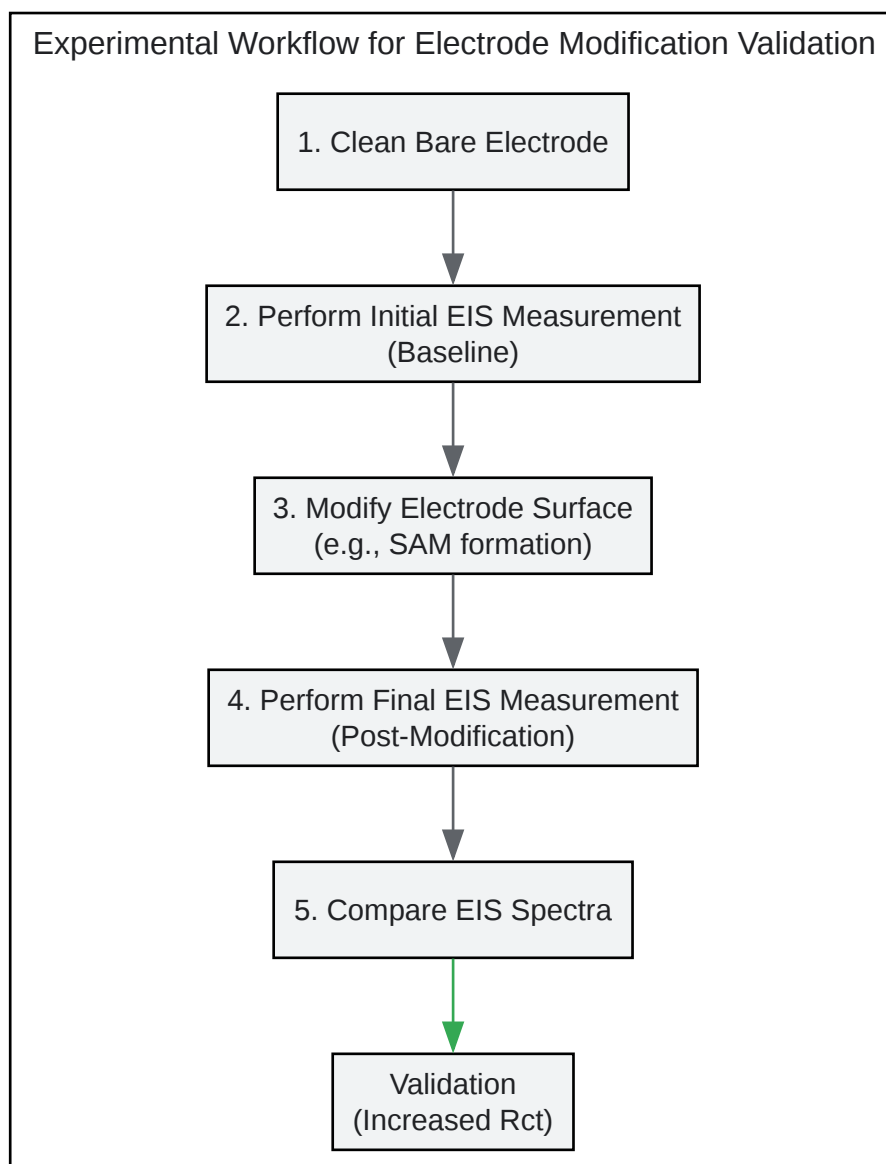 Experimental Workflow for Electrode Modification Validation
1. Clean Bare Electrode
2. Perform Initial EIS Measurement
(Baseline)
3. Modify Electrode Surface
(e.g., SAM formation)
4. Perform Final EIS Measurement
(Post-Modification)
5. Compare EIS Spectra
Validation
(Increased Rct)